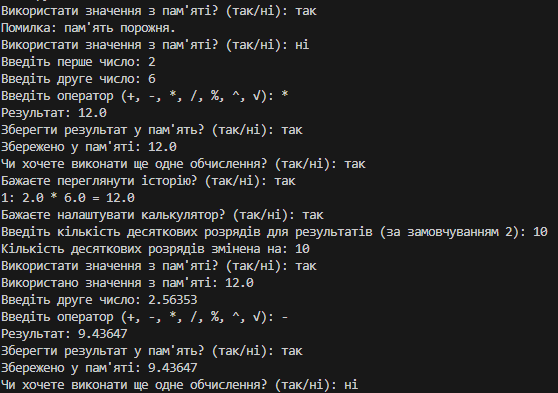 Використати значення з пам'яті? (так/ні): так
Помилка: пам'ять порожня.
Використати значення з пам'яті? (так/ні): ні
Введіть перше число: 2
Введіть друге число: 6
Введіть оператор (+, -, *, /, %, ^, √): *
Результат: 12.0
Зберегти результат у пам'ять? (так/ні): так
Збережено у пам'яті: 12.0
Чи хочете виконати ще одне обчислення? (так/ні): так
Бажаєте переглянути історію? (так/ні): так
1: 2.0 * 6.0 = 12.0
Бажаєте налаштувати калькулятор? (так/ні): так
Введіть кількість десяткових розрядів для результатів (за замовчуванням 2): 10
Кількість десяткових розрядів змінена на: 10
Використати значення з пам'яті? (так/ні): так
Використано значення з пам'яті: 12.0
Введіть друге число: 2.56353
Введіть оператор (+, -, *, /, %, ^, √): -
Результат: 9.43647
Зберегти результат у пам'ять? (так/ні): так
Збережено у пам'яті: 9.43647
Чи хочете виконати ще одне обчислення? (так/ні): ні